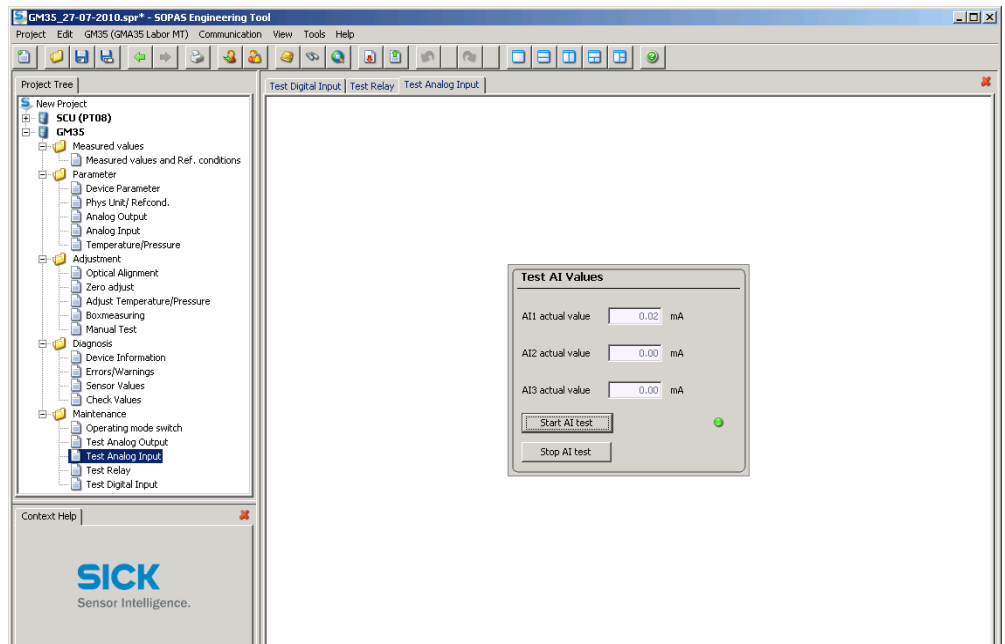 GM35_27-07-2010.spr* - SOPAS Engineering Tool
Project Edit GM35 (GMA35 Labor MT) Communication View Tools Help
Project Tree
New Project
SCU (PT08)
GM35
Measured values
Measured values and Ref. conditions
Parameter
Device Parameter
Phys Unit/ Refcond.
Analog Output
Analog Input
Temperature/Pressure
Adjustment
Optical Alignment
Zero adjust
Adjust Temperature/Pressure
Boxmeasuring
Manual Test
Diagnosis
Device Information
Errors/Warnings
Sensor Values
Check Values
Maintenance
Operating mode switch
Test Analog Output
Test Analog Input
Test Relay
Test Digital Input
Context Help
SICK
Sensor Intelligence.
Test Digital Input Test Relay Test Analog Input
Test AI Values
AI1 actual value 0.02 mA
AI2 actual value 0.00 mA
AI3 actual value 0.00 mA
Start AI test
Stop AI test